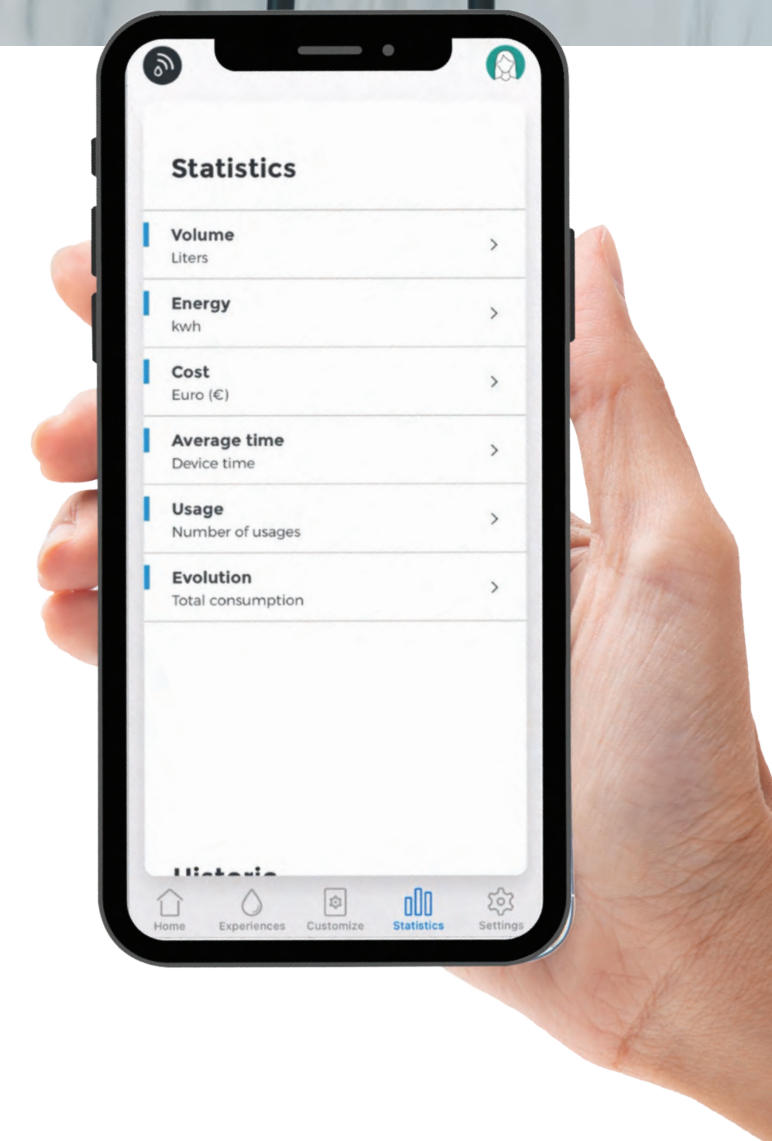 Statistics
Volume
Liters
Energy
kwh
Cost
Euro (€)
Average time
Device time
Usage
Number of usages
Evolution
Total consumption
Historic
Home
Experiences
Customize
Statistics
Settings